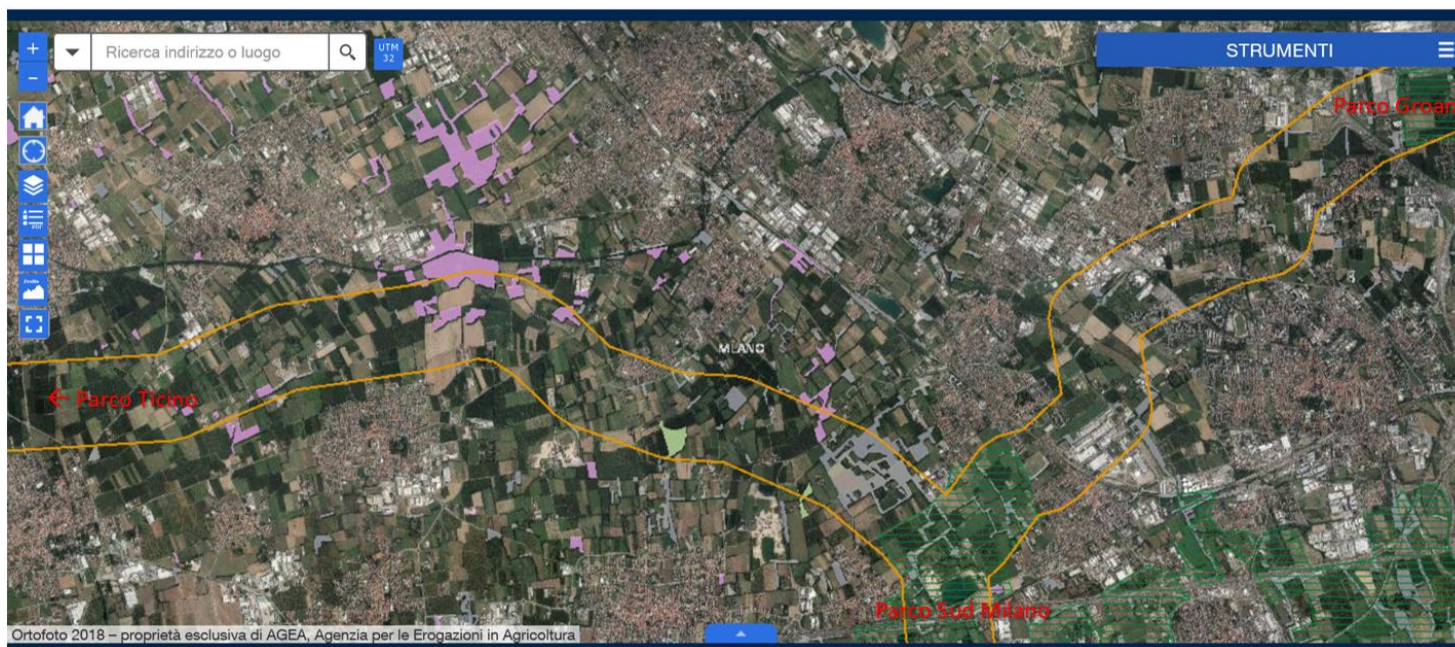 +
Ricerca indirizzo o luogo
UTM
32
STRUMENTI
−
Parco Groan
MILANO
← Parco Ticino
Parco Sud Milano
Ortofoto 2018 – proprietà esclusiva di AGEA, Agenzia per le Erogazioni in Agricoltura